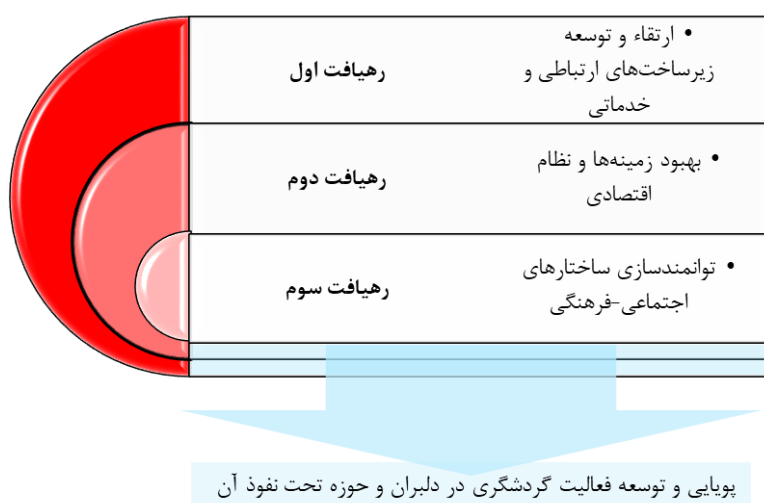 رهیافت اول
• ارتقاء و توسعه
زیرساخت‌های ارتباطی و
خدماتی
رهیافت دوم
• بهبود زمینه‌ها و نظام
اقتصادی
رهیافت سوم
• توانمندسازی ساختارهای
اجتماعی-فرهنگی
پویایی و توسعه فعالیت گردشگری در دلبران و حوزه تحت نفوذ آن